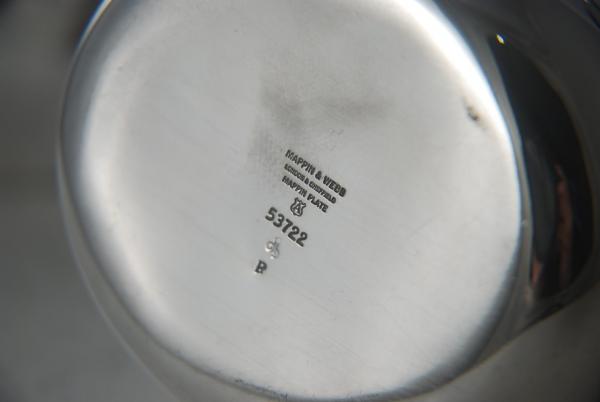 MAPPIN & WEBB
LONDON & SHEFFIELD
MAPPIN PLATE
53722
P